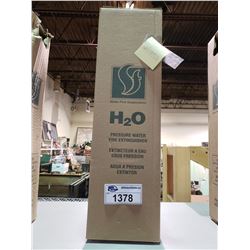 H2O
PRESSURE WATER
FIRE EXTINGUISHER
EXTINCTEUR A EAU
SOUS PRESSION
AGUA A PRESION
EXTINTOR
1378